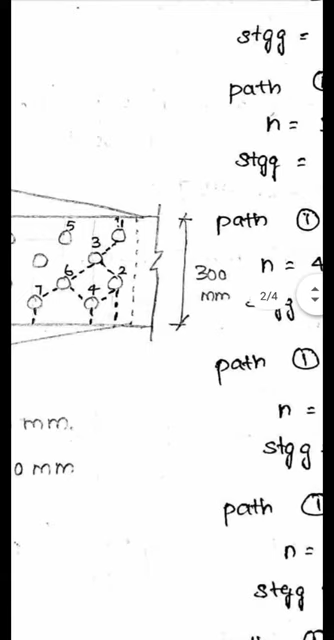 stgg =
path
n =
stgg =
path ①
n = 4
2/4
path ①
n =
stgg
path
n =
stgg
1
5
3
6
2
7
4
300
mm
mm.
0 mm